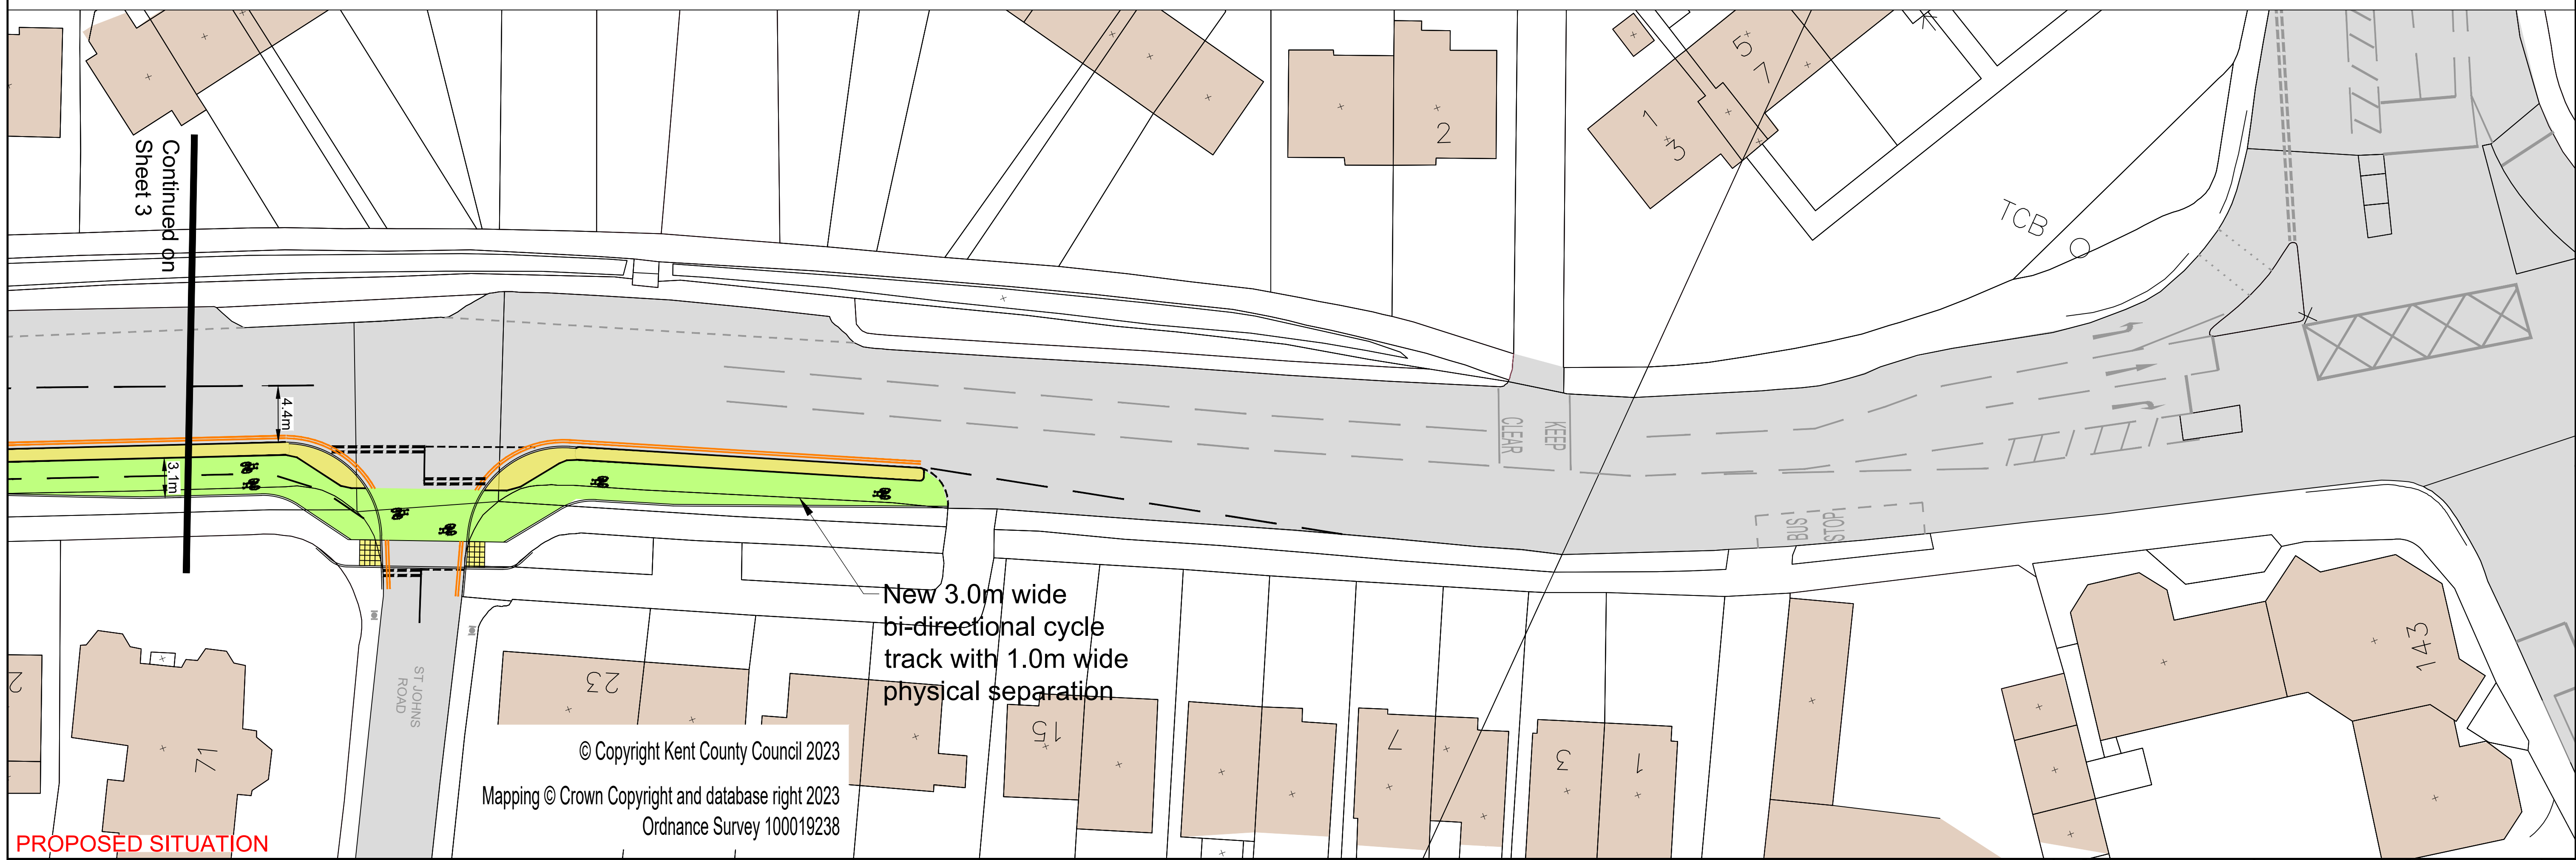 Continued on
Sheet 3
4.4m
3.1m
2
5
7
1
3
TCB
KEEP
CLEAR
BUS
STOP
New 3.0m wide
bi-directional cycle
track with 1.0m wide
physical separation
ST JOHNS
ROAD
2
71
23
15
7
3
1
143
© Copyright Kent County Council 2023
Mapping © Crown Copyright and database right 2023
Ordnance Survey 100019238
PROPOSED SITUATION